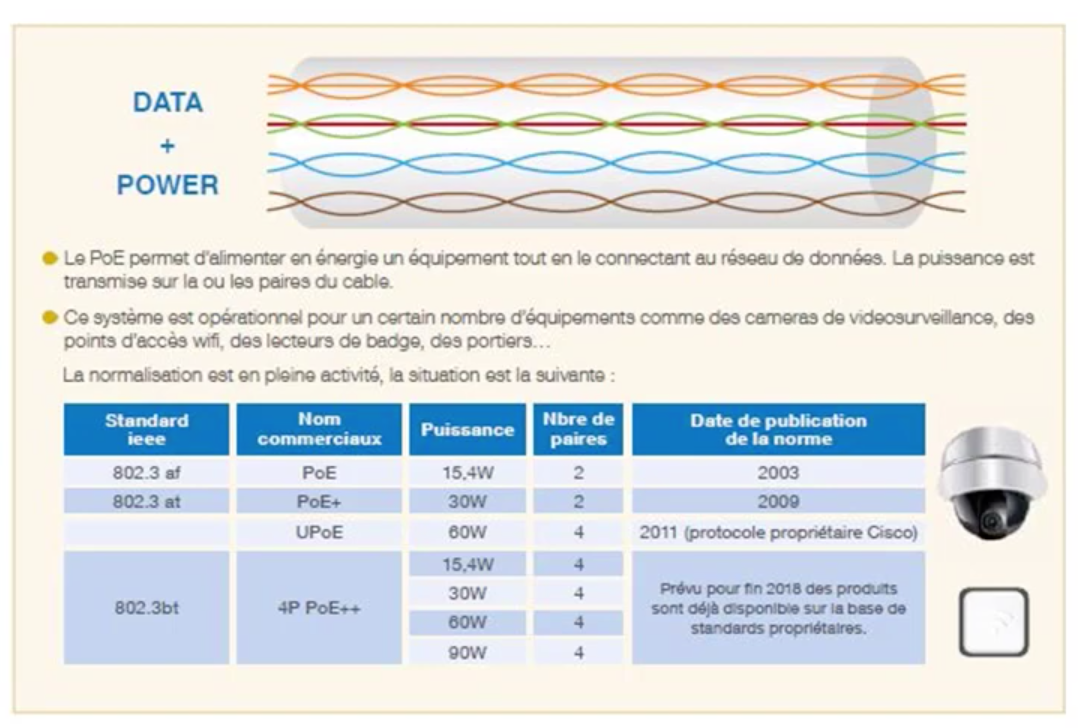 DATA
+
POWER
Le PoE permet d'alimenter en énergie un équipement tout en le connectant au réseau de données. La puissance est
transmise sur la ou les paires du cable.
Ce système est opérationnel pour un certain nombre d'équipements comme des cameras de videosurveillance, des
points d'accès wifi, des lecteurs de badge, des portiers...
La normalisation est en pleine activité, la situation est la suivante :
Standard ieee Nom commerciaux Puissance Nbre de paires Date de publication de la norme
802.3 af PoE 15,4W 2 2003
802.3 at PoE+ 30W 2 2009
UPoE 60W 4 2011 (protocole propriétaire Cisco)
802.3bt 4P PoE++
15,4W 4
30W 4
60W 4
90W 4
Prévu pour fin 2018 des produits
sont déjà disponible sur la base de
standards propriétaires.